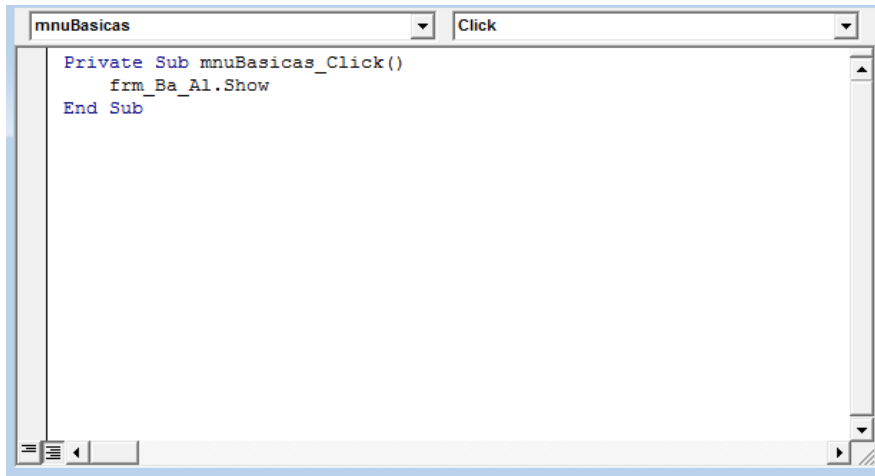 mnuBasicas
Click
Private Sub mnuBasicas_Click()
frm_Ba_Al.Show
End Sub